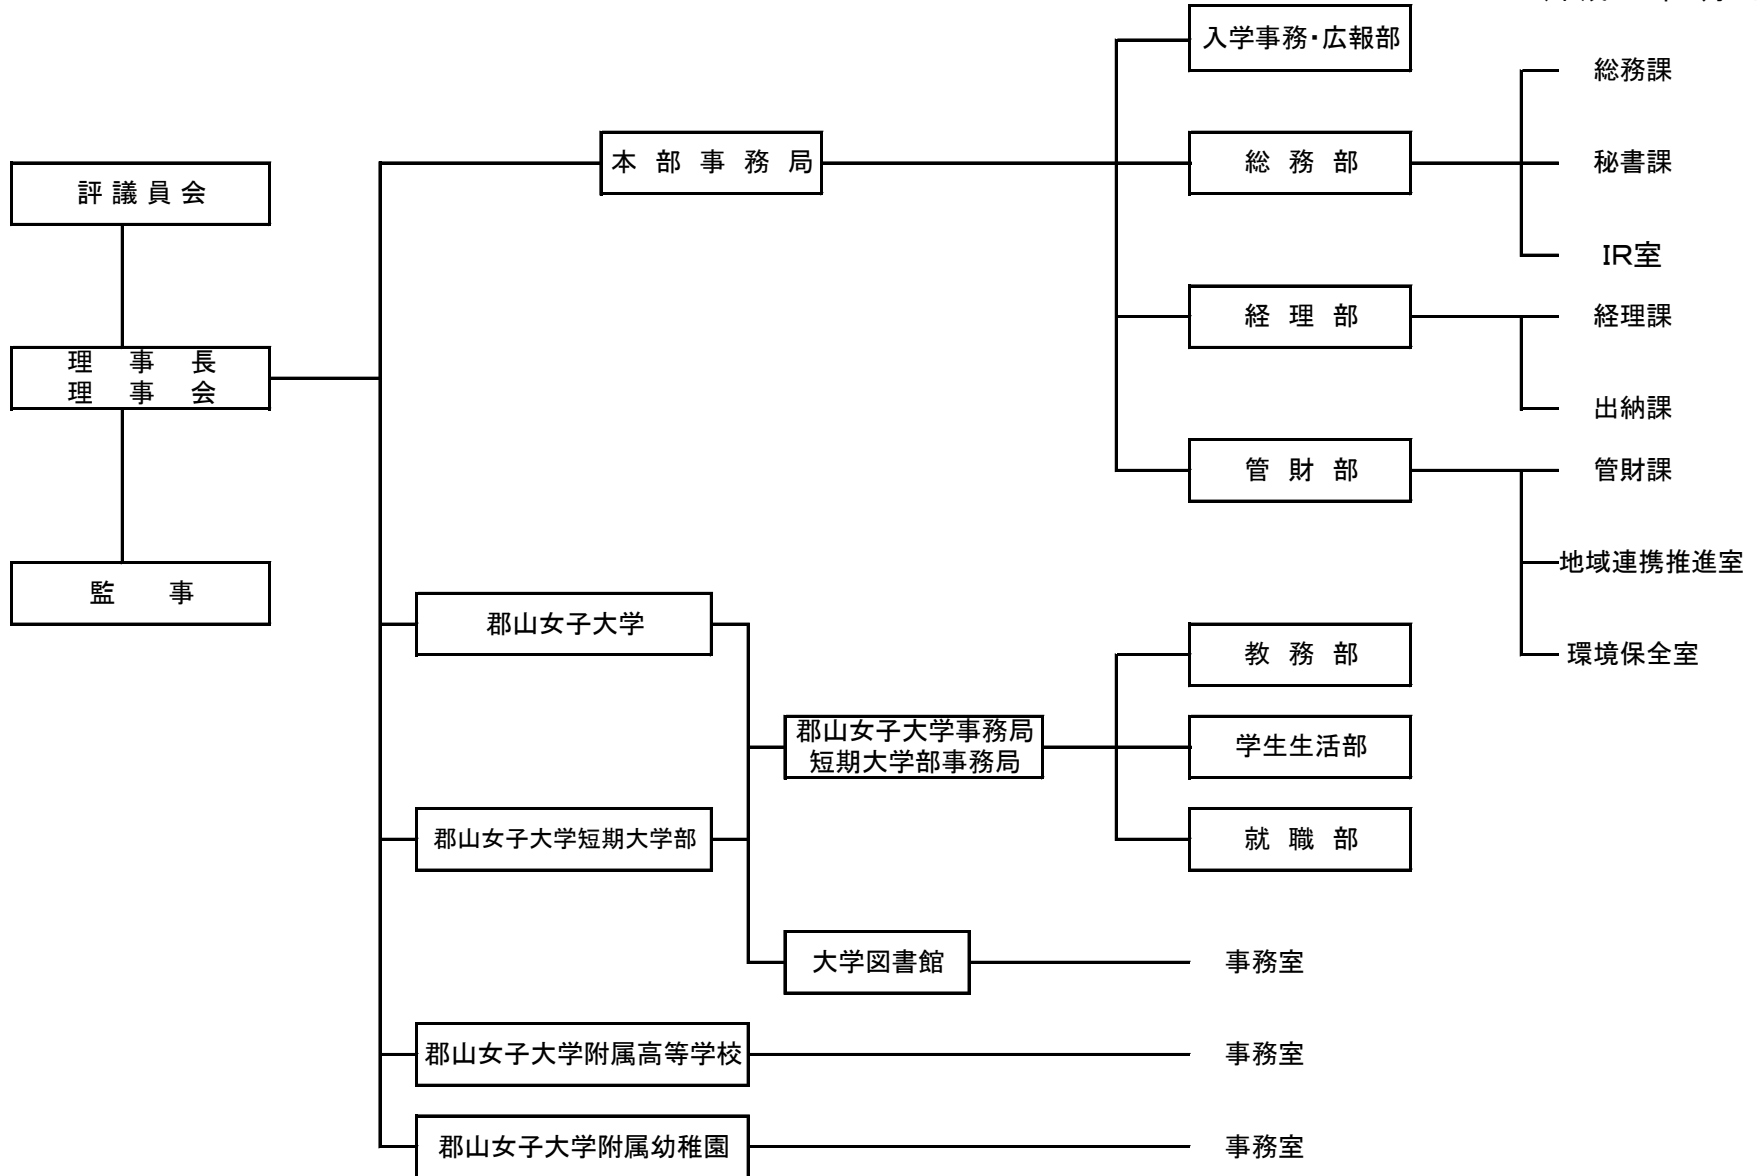 入学事務・広報部
総務課
本部事務局
総務部
秘書課
評議員会
IR室
経理部
経理課
理事長
理事会
出納課
管財部
管財課
地域連携推進室
監事
郡山女子大学
教務部
環境保全室
郡山女子大学事務局
短期大学部事務局
学生生活部
郡山女子大学短期大学部
就職部
大学図書館
事務室
郡山女子大学附属高等学校
事務室
郡山女子大学附属幼稚園
事務室